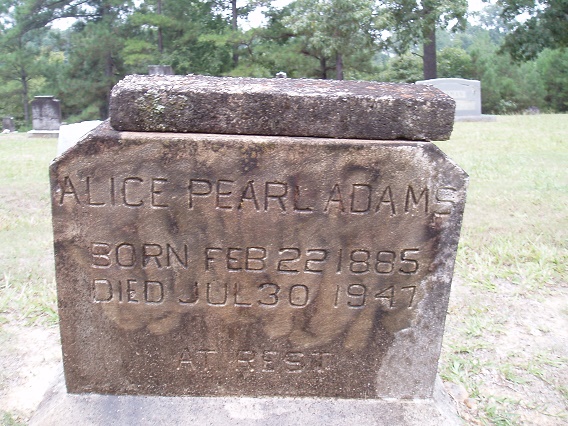 ALICE PEARL ADAMS
BORN FEB 22 1885
DIED JUL 30 1947
AT REST